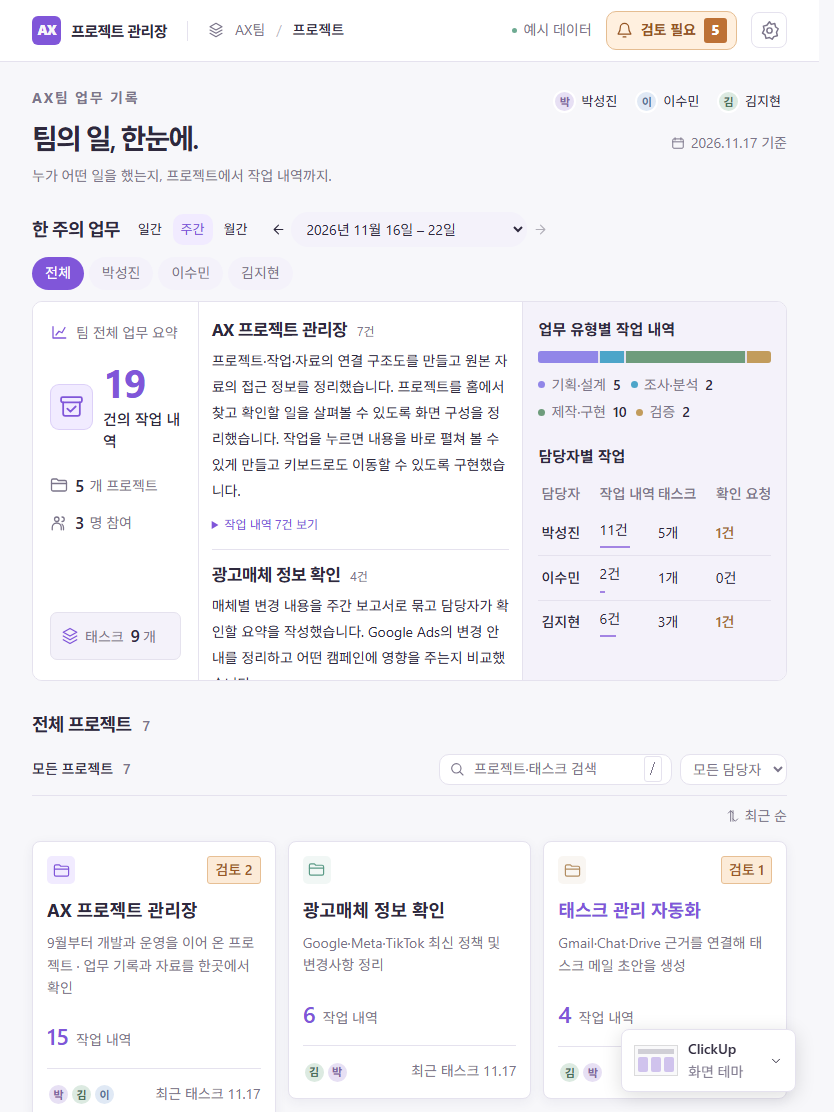 AX 프로젝트 관리장 AX팀 / 프로젝트 예시 데이터 검토 필요 5
AX팀 업무 기록
박 박성진 이 이수민 김 김지현
팀의 일, 한눈에.
2026.11.17 기준
누가 어떤 일을 했는지, 프로젝트에서 작업 내역까지.
한 주의 업무 일간 주간 월간 ← 2026년 11월 16일 – 22일 →
전체 박성진 이수민 김지현
팀 전체 업무 요약
19
건의 작업 내
역
5 개 프로젝트
3 명 참여
태스크 9 개
AX 프로젝트 관리장 7건
프로젝트·작업·자료의 연결 구조도를 만들고 원본 자
료의 접근 정보를 정리했습니다. 프로젝트를 홈에서
찾고 확인할 일을 살펴볼 수 있도록 화면 구성을 정
리했습니다. 작업을 누르면 내용을 바로 펼쳐 볼 수
있게 만들고 키보드로도 이동할 수 있도록 구현했습
니다.
▶ 작업 내역 7건 보기
광고매체 정보 확인 4건
매체별 변경 내용을 주간 보고서로 묶고 담당자가 확
인할 요약을 작성했습니다. Google Ads의 변경 안
내를 정리하고 어떤 캠페인에 영향을 주는지 비교했
업무 유형별 작업 내역
기획·설계 5 조사·분석 2
제작·구현 10 검증 2
담당자별 작업
담당자 작업 내역 태스크 확인 요청
박성진 11건 5개 1건
이수민 2건 1개 0건
김지현 6건 3개 1건
전체 프로젝트 7
모든 프로젝트 7
프로젝트·태스크 검색 / 모든 담당자
최근 순
검토 2
AX 프로젝트 관리장
9월부터 개발과 운영을 이어 온 프로
젝트 · 업무 기록과 자료를 한곳에서
확인
15 작업 내역
박 김 이 최근 태스크 11.17
광고매체 정보 확인
Google·Meta·TikTok 최신 정책 및
변경사항 정리
6 작업 내역
김 박 최근 태스크 11.17
검토 1
태스크 관리 자동화
Gmail·Chat·Drive 근거를 연결해 태
스크 메일 초안을 생성
4 작업 내역
김 박
ClickUp
화면 테마